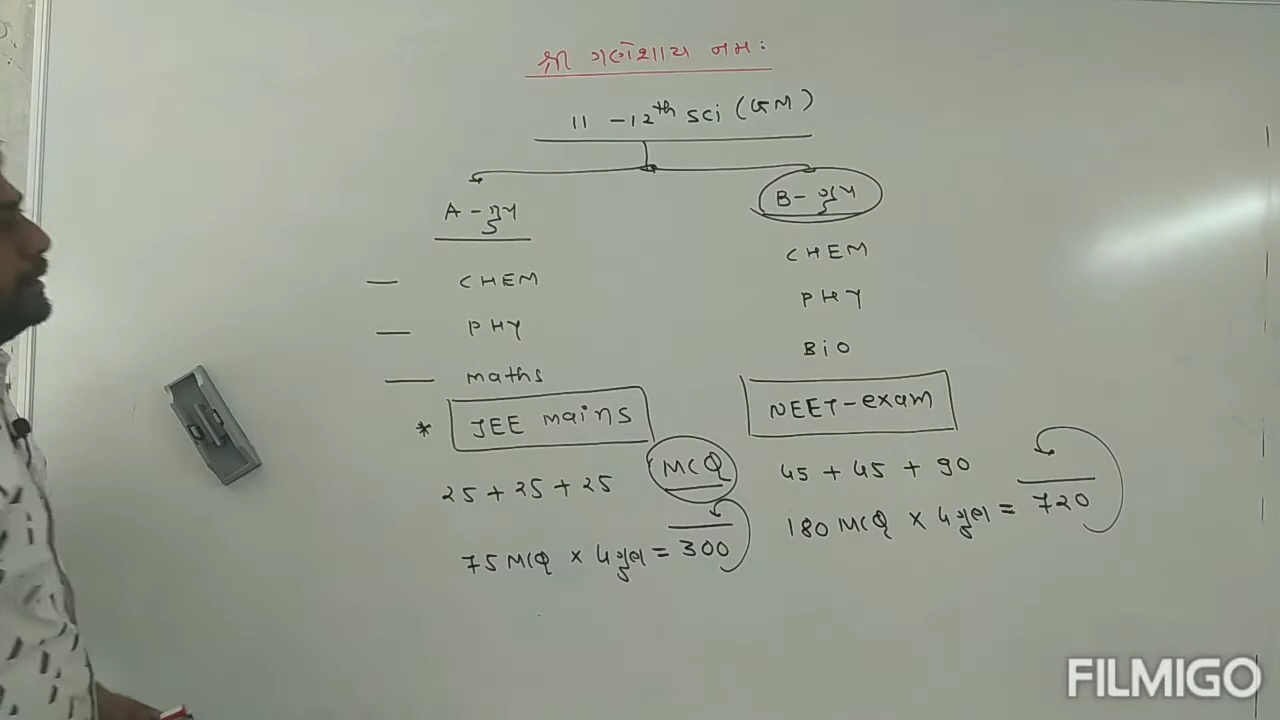 શ્રી ગણેશાય નમઃ
11 - 12th sci (GM)
A - ગ્રુપ
B - ગ્રુપ
CHEM
PHY
maths
* JEE mains
25 + 25 + 25
MCQ
75 MCQ × 4 ગુણ = 300
CHEM
PHY
BiO
NEET - exam
45 + 45 + 90
180 MCQ × 4 ગુણ = 720
FILMIGO